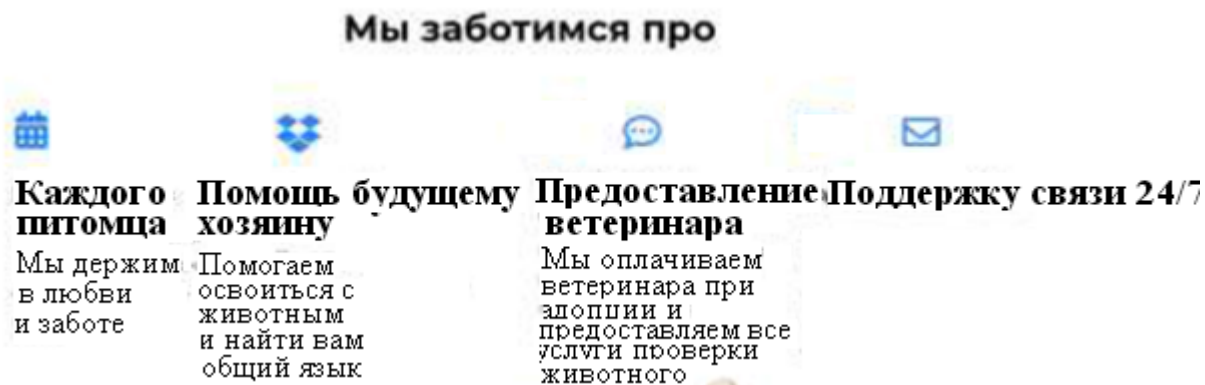 Мы заботимся про
Каждого
питомца
Мы держим
в любви
и заботе
Помощь будущему
хозяину
Помогаем
освоиться с
животным
и найти вам
общий язык
Предоставление
ветеринара
Мы оплачиваем
ветеринара при
адопции и
предоставляем все
услуги проверки
животного
Поддержку связи 24/7